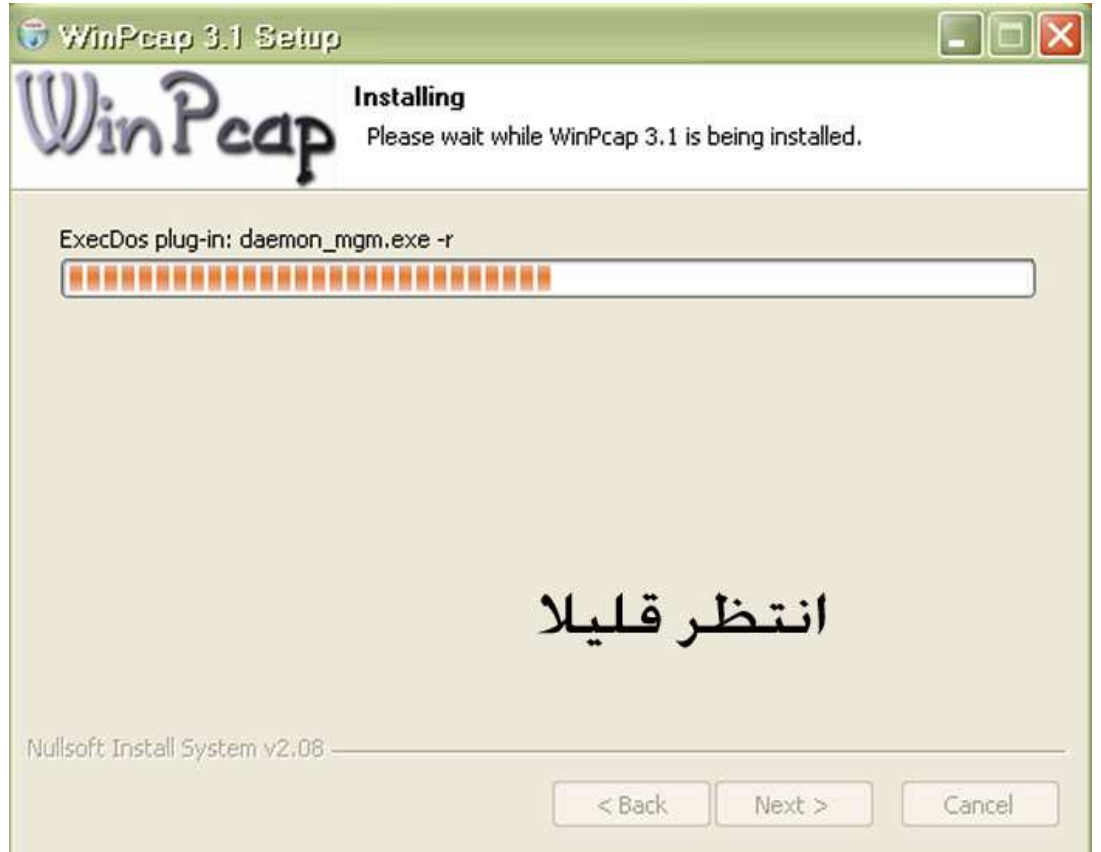 WinPcap 3.1 Setup
WinPcap
Installing
Please wait while WinPcap 3.1 is being installed.
ExecDos plug-in: daemon_mgm.exe -r
انتظر قليلا
Nullsoft Install System v2.08
< Back
Next >
Cancel